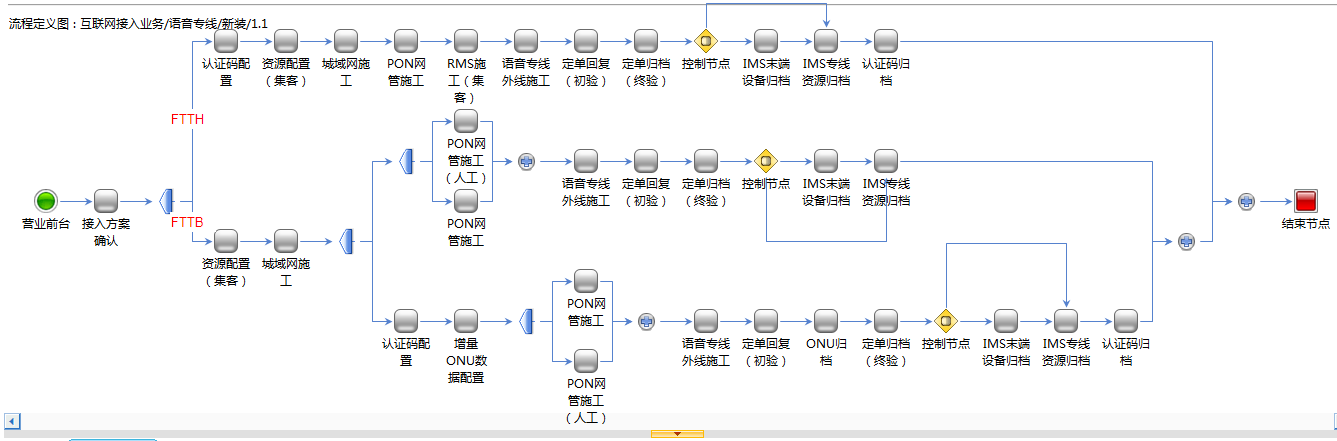 流程定义图：互联网接入业务/语音专线/新装/1.1
认证码配
置
资源配置
（集客）
城域网施
工
PON网
管施工
RMS施
工（集
客）
语音专线
外线施工
定单回复
（初验）
定单归档
（终验）
控制节点
IMS末端
设备归档
IMS专线
资源归档
认证码归
档
FTTH
PON网
管施工
（人工）
语音专线
外线施工
定单回复
（初验）
定单归档
（终验）
控制节点
IMS末端
设备归档
IMS专线
资源归档
营业前台
接入方案
确认
FTTB
PON网
管施工
结束节点
资源配置
（集客）
城域网施
工
PON网
管施工
认证码配
置
增量
ONU数
据配置
语音专线
外线施工
定单回复
（初验）
ONU归
档
定单归档
（终验）
控制节点
IMS末端
设备归档
IMS专线
资源归档
认证码归
档
PON网
管施工
（人工）